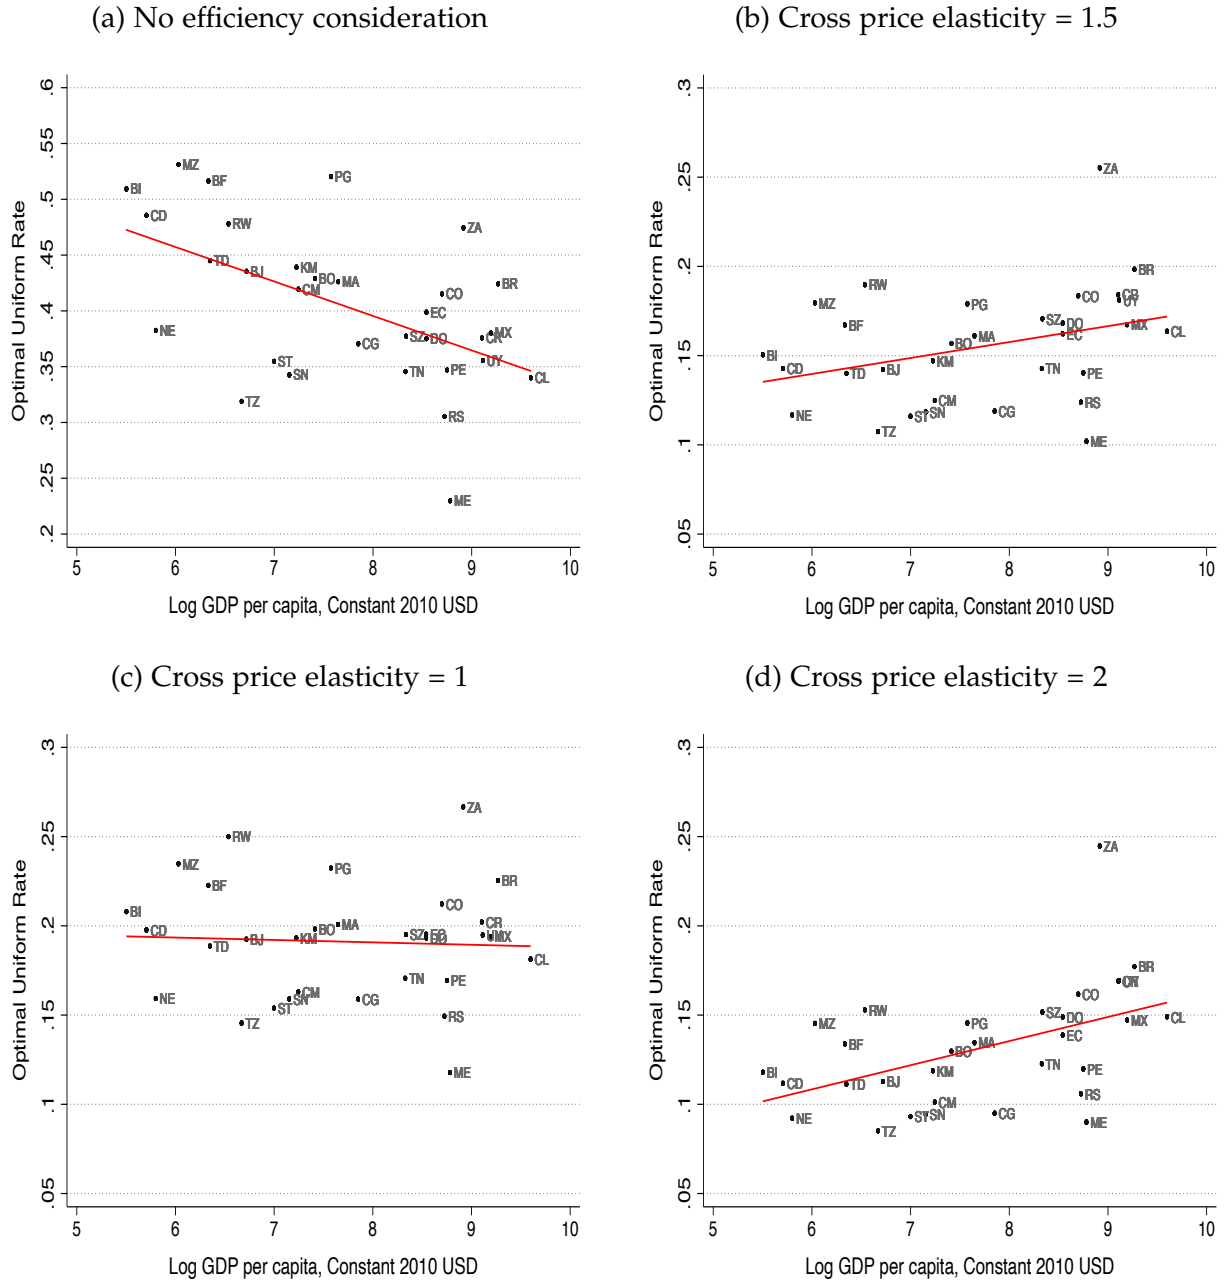 (a) No efficiency consideration
Optimal Uniform Rate
.6
.55
.5
.45
.4
.35
.3
.25
.2
MZ
BI
BF
PG
CD
RW
ZA
TD
BJ
KM
BO
MA
CM
BR
CO
EC
NE
CG
SZ
DO
MX
CR
ST
SN
TN
PE
UY
CL
TZ
RS
ME
5 6 7 8 9 10
Log GDP per capita, Constant 2010 USD
(b) Cross price elasticity = 1.5
Optimal Uniform Rate
.3
.25
.2
.15
.1
.05
ZA
BR
RW
MZ
PG
CO
CR
UY
BF
SZ
DO
EC
MX
CL
MA
BO
BI
CD
TD
BJ
KM
TN
PE
NE
CM
SN
ST
CG
RS
TZ
ME
5 6 7 8 9 10
Log GDP per capita, Constant 2010 USD
(c) Cross price elasticity = 1
Optimal Uniform Rate
.3
.25
.2
.15
.1
.05
ZA
RW
MZ
PG
BF
BR
BI
CO
CD
CR
MA
BO
TD
BJ
KM
SZ
EC
DO
UY
MX
CL
TN
PE
NE
CM
SN
ST
CG
TZ
RS
ME
5 6 7 8 9 10
Log GDP per capita, Constant 2010 USD
(d) Cross price elasticity = 2
Optimal Uniform Rate
.3
.25
.2
.15
.1
.05
ZA
BR
CO
RW
MZ
PG
SZ
DO
MX
CL
BF
MA
BO
EC
BI
CD
TD
BJ
KM
TN
PE
NE
CM
SN
ST
CG
RS
TZ
ME
5 6 7 8 9 10
Log GDP per capita, Constant 2010 USD